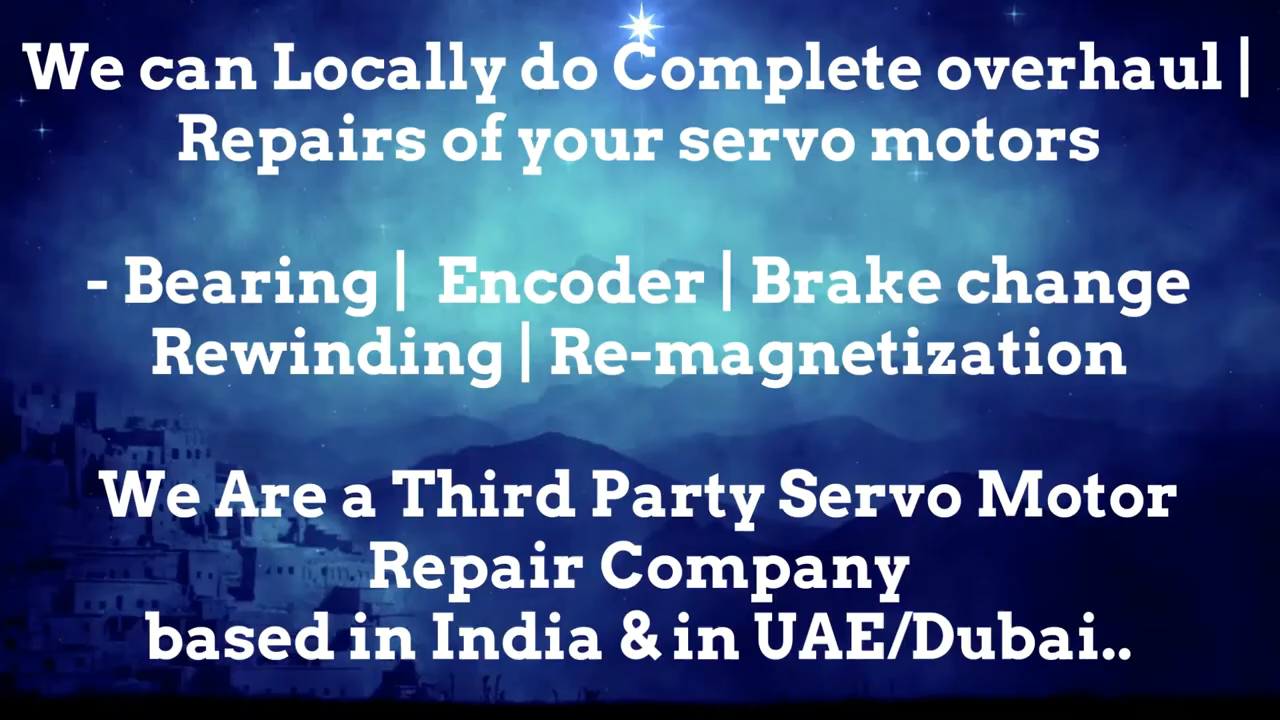 We can Locally do Complete overhaul |
Repairs of your servo motors
- Bearing | Encoder | Brake change
Rewinding | Re-magnetization
We Are a Third Party Servo Motor
Repair Company
based in India & in UAE/Dubai..